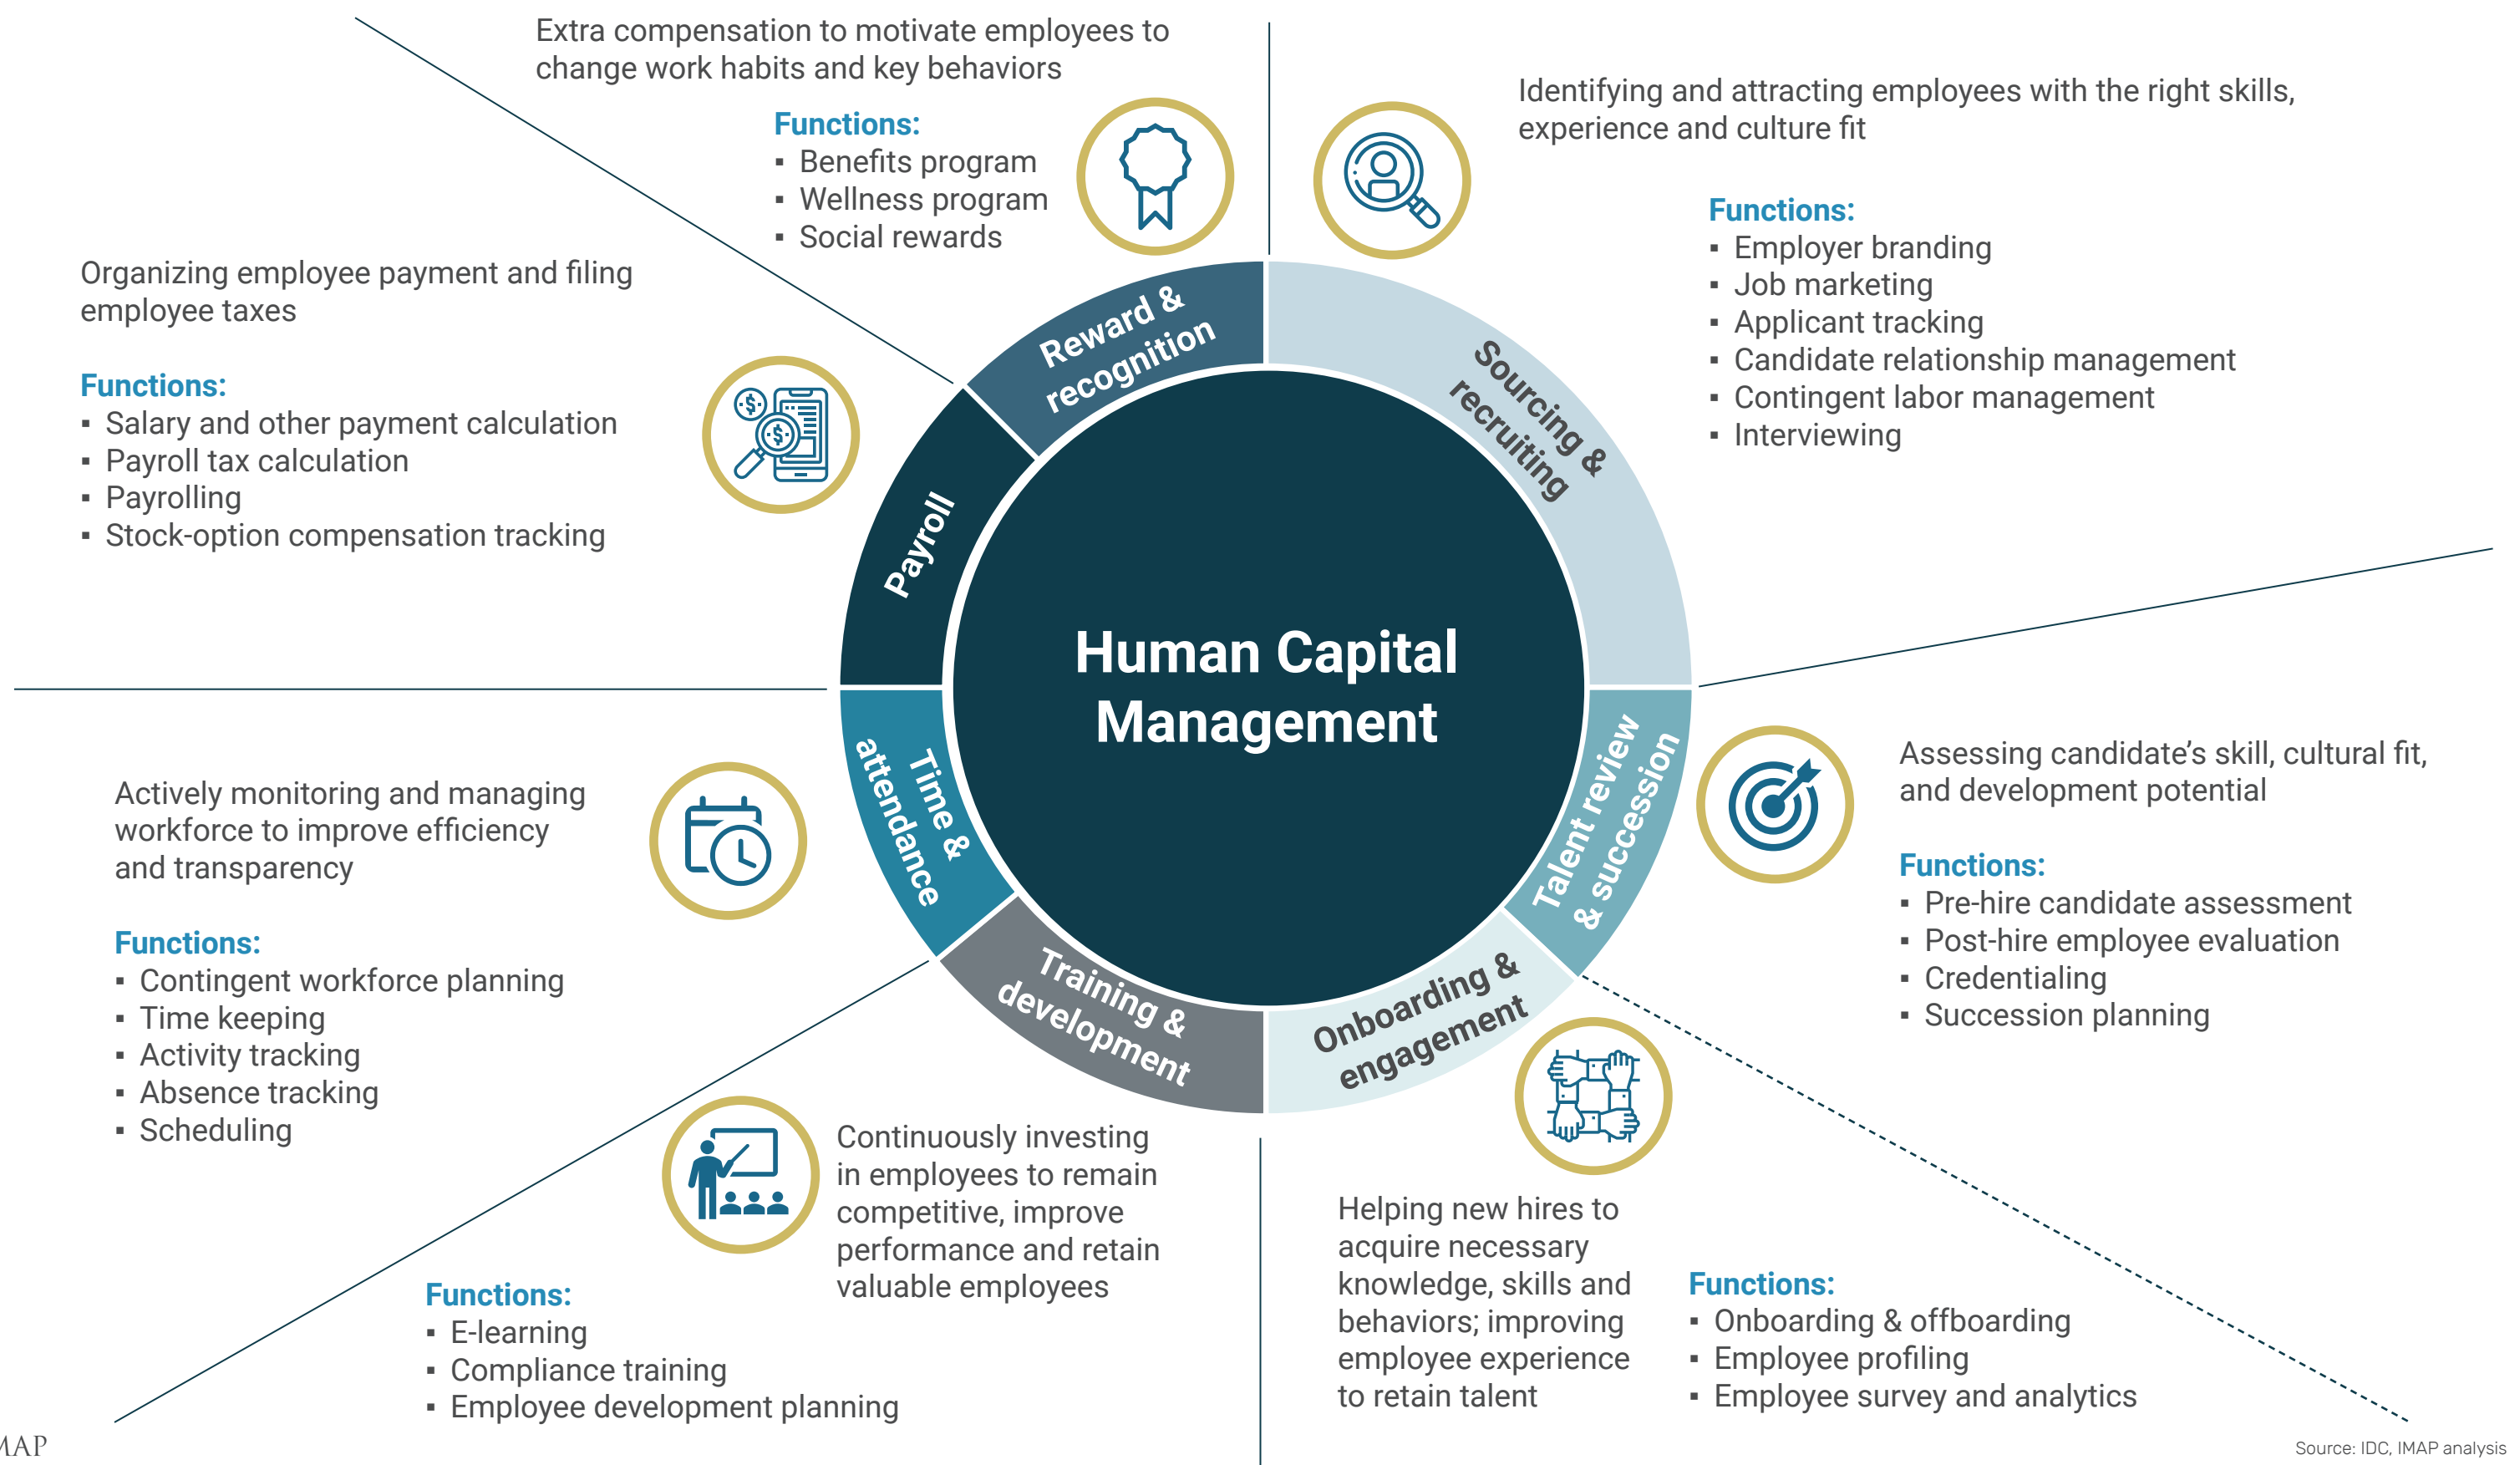 Extra compensation to motivate employees to
change work habits and key behaviors
Functions:
▪ Benefits program
▪ Wellness program
▪ Social rewards
Identifying and attracting employees with the right skills,
experience and culture fit
Functions:
▪ Employer branding
▪ Job marketing
▪ Applicant tracking
▪ Candidate relationship management
▪ Contingent labor management
▪ Interviewing
Organizing employee payment and filing
employee taxes
Functions:
▪ Salary and other payment calculation
▪ Payroll tax calculation
▪ Payrolling
▪ Stock-option compensation tracking
Reward &
recognition
Sourcing &
recruiting
Payroll
Human Capital
Management
Time &
attendance
Talent review
& succession
Training &
development
Onboarding &
engagement
Actively monitoring and managing
workforce to improve efficiency
and transparency
Functions:
▪ Contingent workforce planning
▪ Time keeping
▪ Activity tracking
▪ Absence tracking
▪ Scheduling
Assessing candidate’s skill, cultural fit,
and development potential
Functions:
▪ Pre-hire candidate assessment
▪ Post-hire employee evaluation
▪ Credentialing
▪ Succession planning
Continuously investing
in employees to remain
competitive, improve
performance and retain
valuable employees
Functions:
▪ E-learning
▪ Compliance training
▪ Employee development planning
Helping new hires to
acquire necessary
knowledge, skills and
behaviors; improving
employee experience
to retain talent
Functions:
▪ Onboarding & offboarding
▪ Employee profiling
▪ Employee survey and analytics
Source: IDC, IMAP analysis